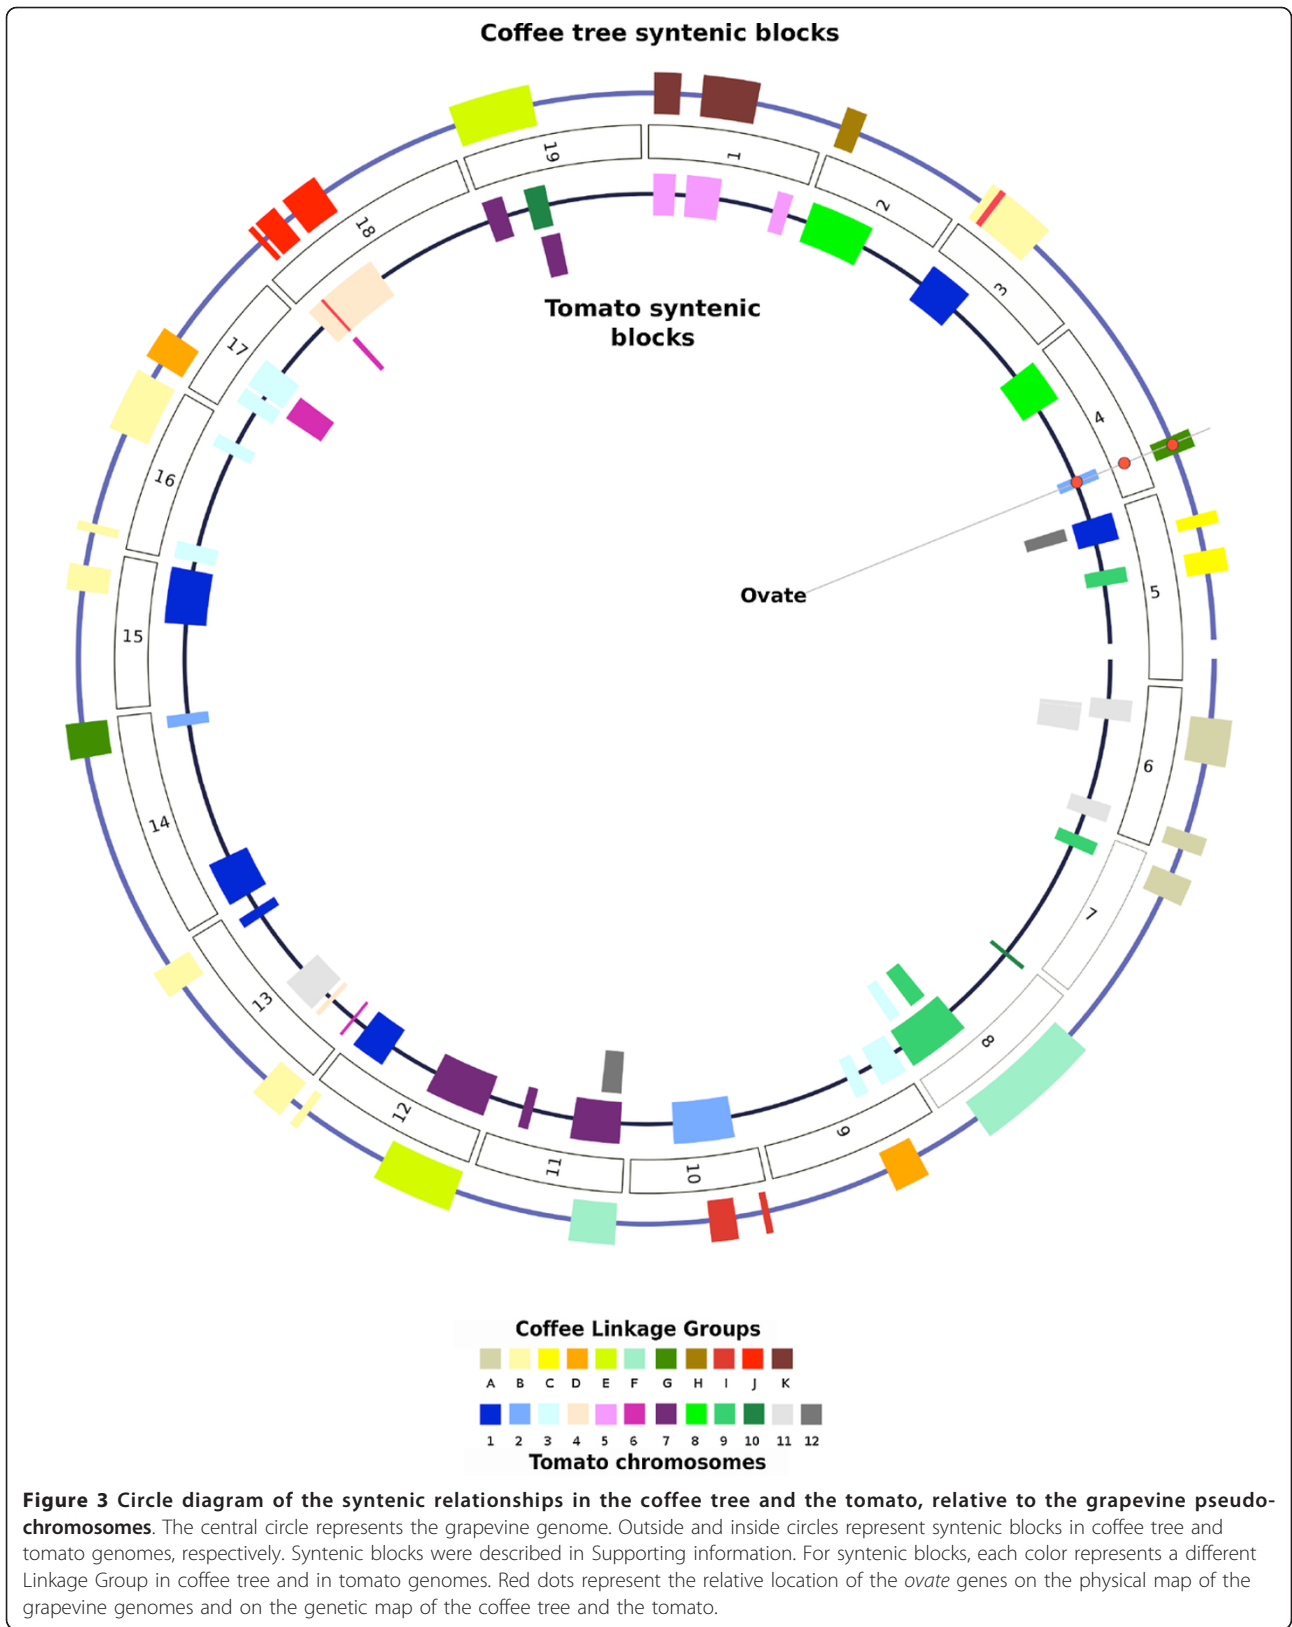 Coffee tree syntenic blocks
19
1
2
18
3
Tomato syntenic
blocks
17
4
16
5
Ovate
15
6
14
7
13
8
12
9
11
10
Coffee Linkage Groups
A B C D E F G H I J K
1 2 3 4 5 6 7 8 9 10 11 12
Tomato chromosomes
Figure 3 Circle diagram of the syntenic relationships in the coffee tree and the tomato, relative to the grapevine pseudo-
chromosomes. The central circle represents the grapevine genome. Outside and inside circles represent syntenic blocks in coffee tree and
tomato genomes, respectively. Syntenic blocks were described in Supporting information. For syntenic blocks, each color represents a different
Linkage Group in coffee tree and in tomato genomes. Red dots represent the relative location of the ovate genes on the physical map of the
grapevine genomes and on the genetic map of the coffee tree and the tomato.